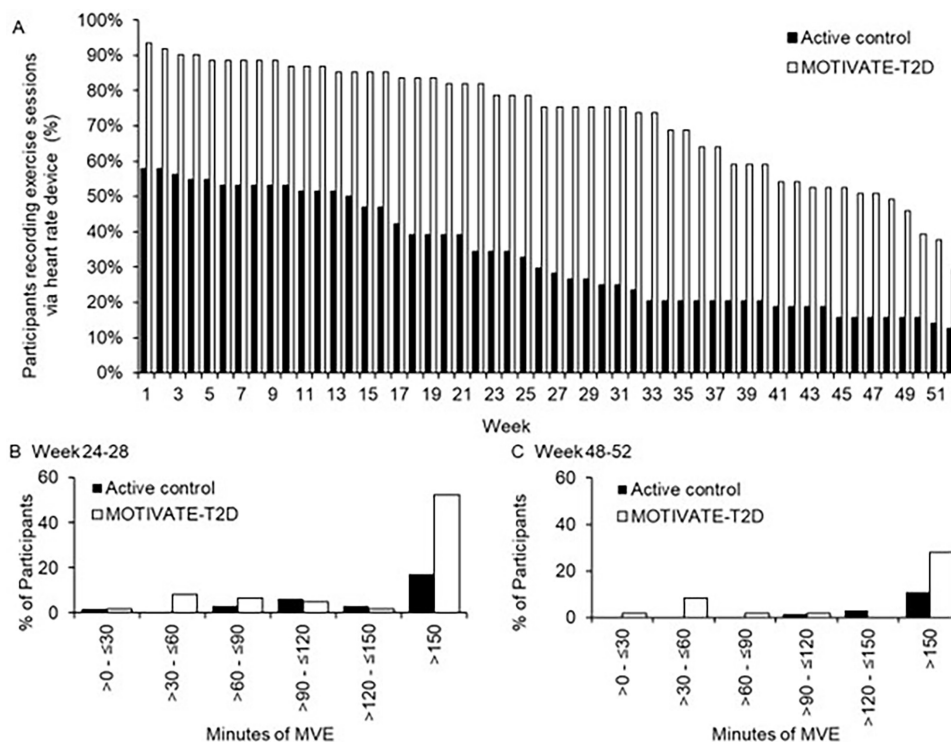 A
100%
90%
80%
70%
60%
50%
40%
30%
20%
10%
0%
Participants recording exercise sessions
via heart rate device (%)
Active control
MOTIVATE-T2D
1 3 5 7 9 11 13 15 17 19 21 23 25 27 29 31 33 35 37 39 41 43 45 47 49 51
Week
B Week 24-28
% of Participants
60
40
20
0
Active control
MOTIVATE-T2D
>0 - ≤30
>30 - ≤60
>60 - ≤90
>90 - ≤120
>120 - ≤150
>150
Minutes of MVE
C Week 48-52
% of Participants
60
40
20
0
Active control
MOTIVATE-T2D
>0 - ≤30
>30 - ≤60
>60 - ≤90
>90 - ≤120
>120 - ≤150
>150
Minutes of MVE